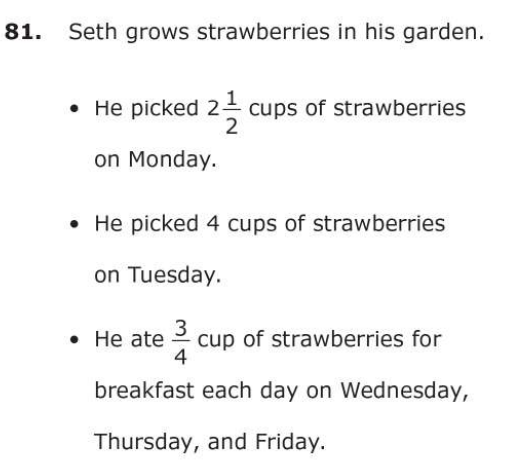 81. Seth grows strawberries in his garden.
• He picked 2 1/2 cups of strawberries
on Monday.
• He picked 4 cups of strawberries
on Tuesday.
• He ate 3/4 cup of strawberries for
breakfast each day on Wednesday,
Thursday, and Friday.